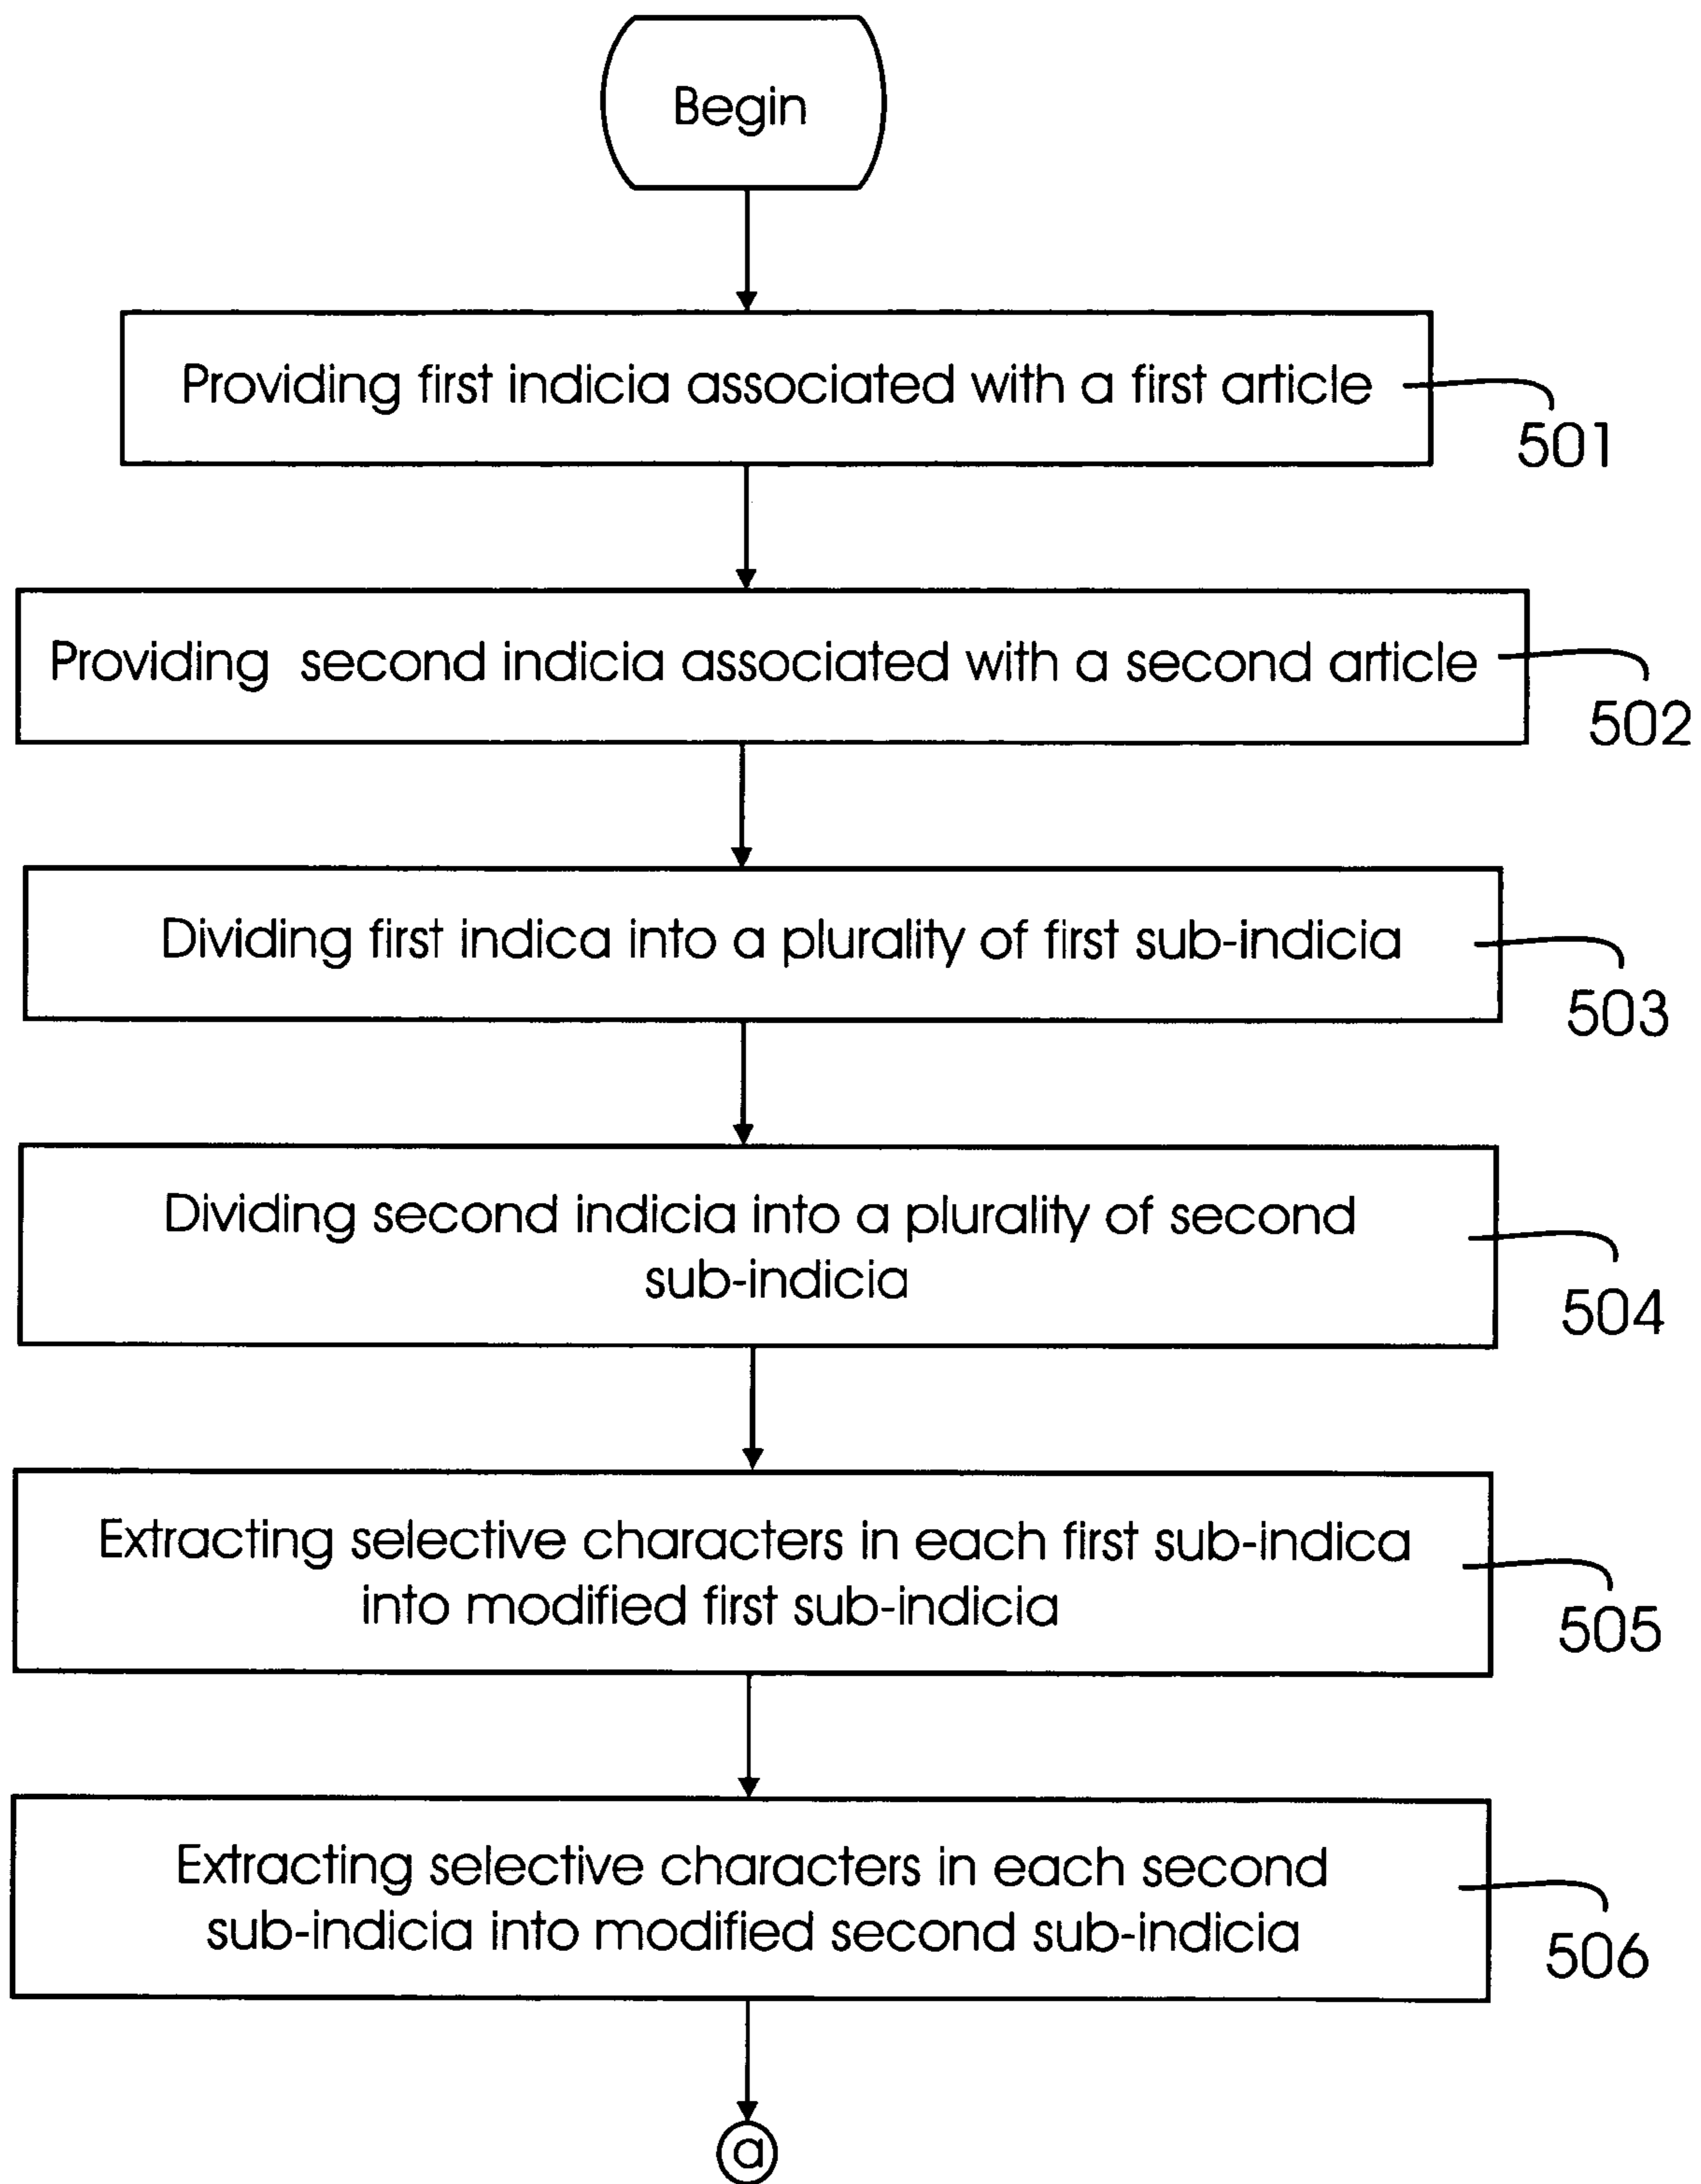 Begin
Providing first indicia associated with a first article
501
Providing second indicia associated with a second article
502
Dividing first indica into a plurality of first sub-indicia
503
Dividing second indicia into a plurality of second
sub-indicia
504
Extracting selective characters in each first sub-indica
into modified first sub-indicia
505
Extracting selective characters in each second
sub-indicia into modified second sub-indicia
506
a